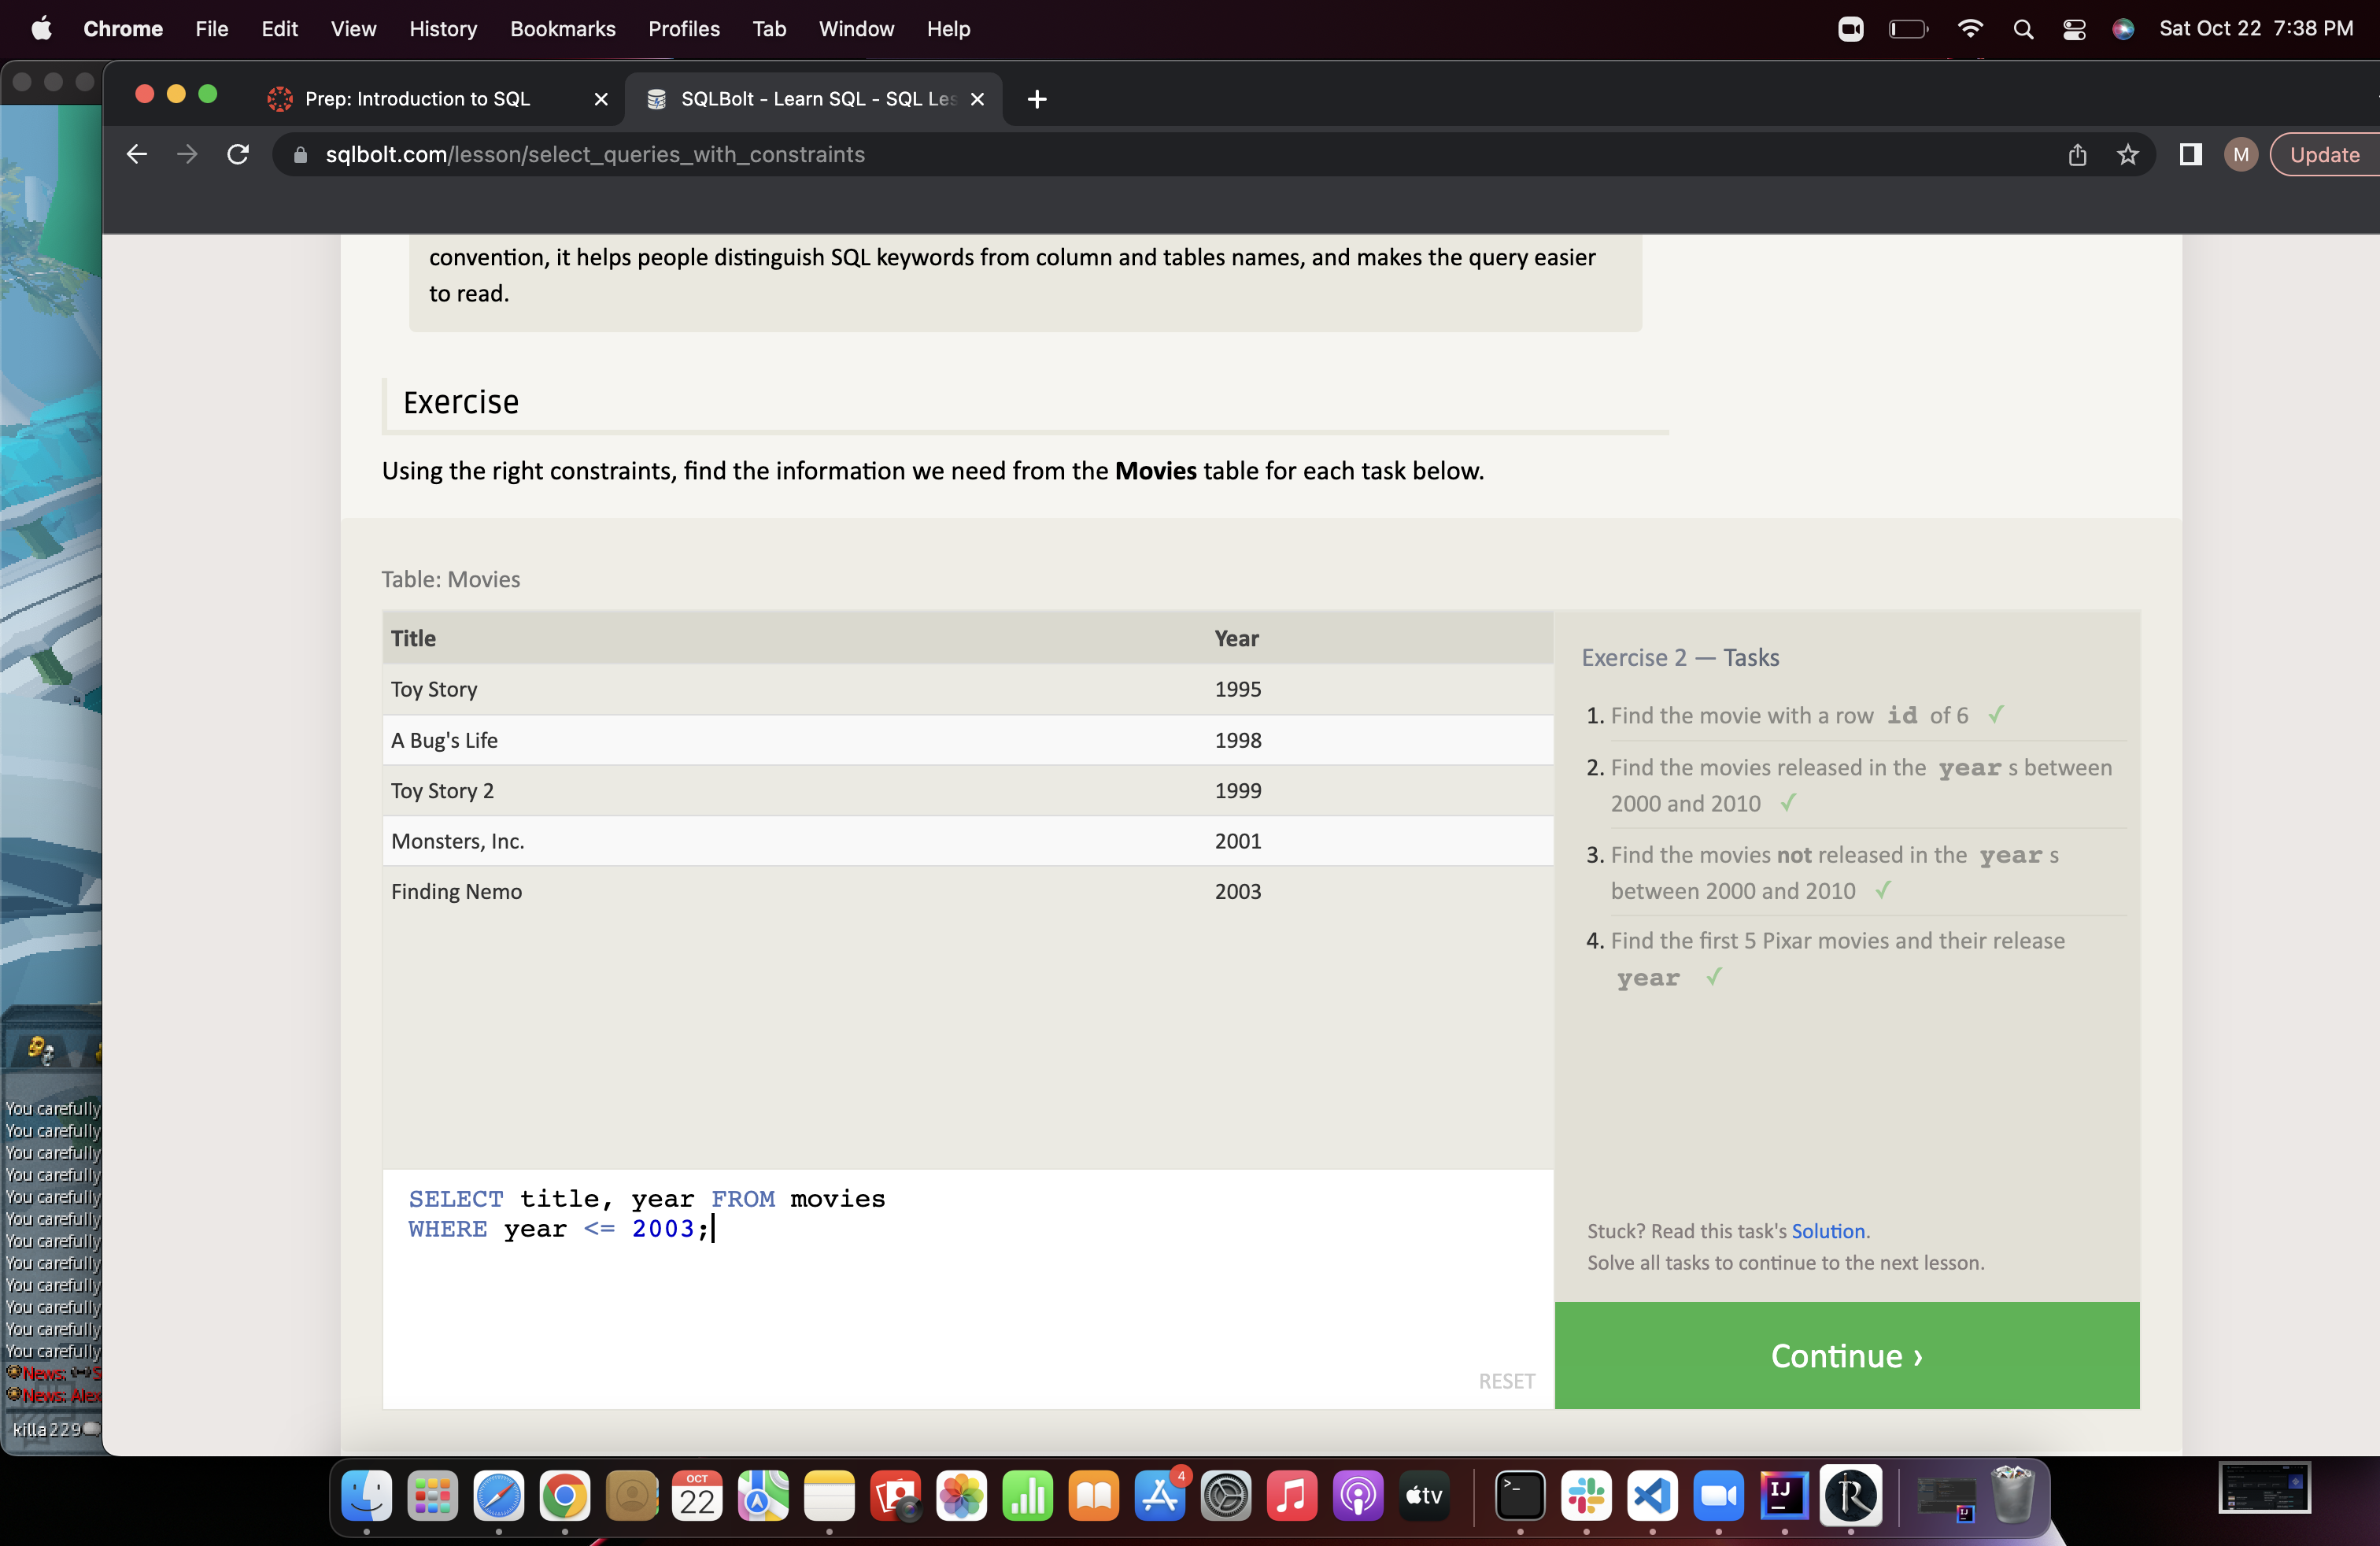 Chrome File Edit View History Bookmarks Profiles Tab Window Help
Sat Oct 22 7:38 PM
Prep: Introduction to SQL
SQLBolt - Learn SQL - SQL Les
sqlbolt.com/lesson/select_queries_with_constraints
M
Update
convention, it helps people distinguish SQL keywords from column and tables names, and makes the query easier
to read.
Exercise
Using the right constraints, find the information we need from the Movies table for each task below.
Table: Movies
Title Year
Toy Story 1995
A Bug's Life 1998
Toy Story 2 1999
Monsters, Inc. 2001
Finding Nemo 2003
Exercise 2 — Tasks
1. Find the movie with a row id of 6 ✓
2. Find the movies released in the year s between
2000 and 2010 ✓
3. Find the movies not released in the year s
between 2000 and 2010 ✓
4. Find the first 5 Pixar movies and their release
year ✓
SELECT title, year FROM movies
WHERE year <= 2003;
RESET
Stuck? Read this task's Solution.
Solve all tasks to continue to the next lesson.
Continue ›
You carefully
You carefully
You carefully
You carefully
You carefully
You carefully
You carefully
You carefully
You carefully
You carefully
You carefully
You carefully
News: S
News: Alex
killa229
OCT
22
4
tv
>_
IJ
R
IJ